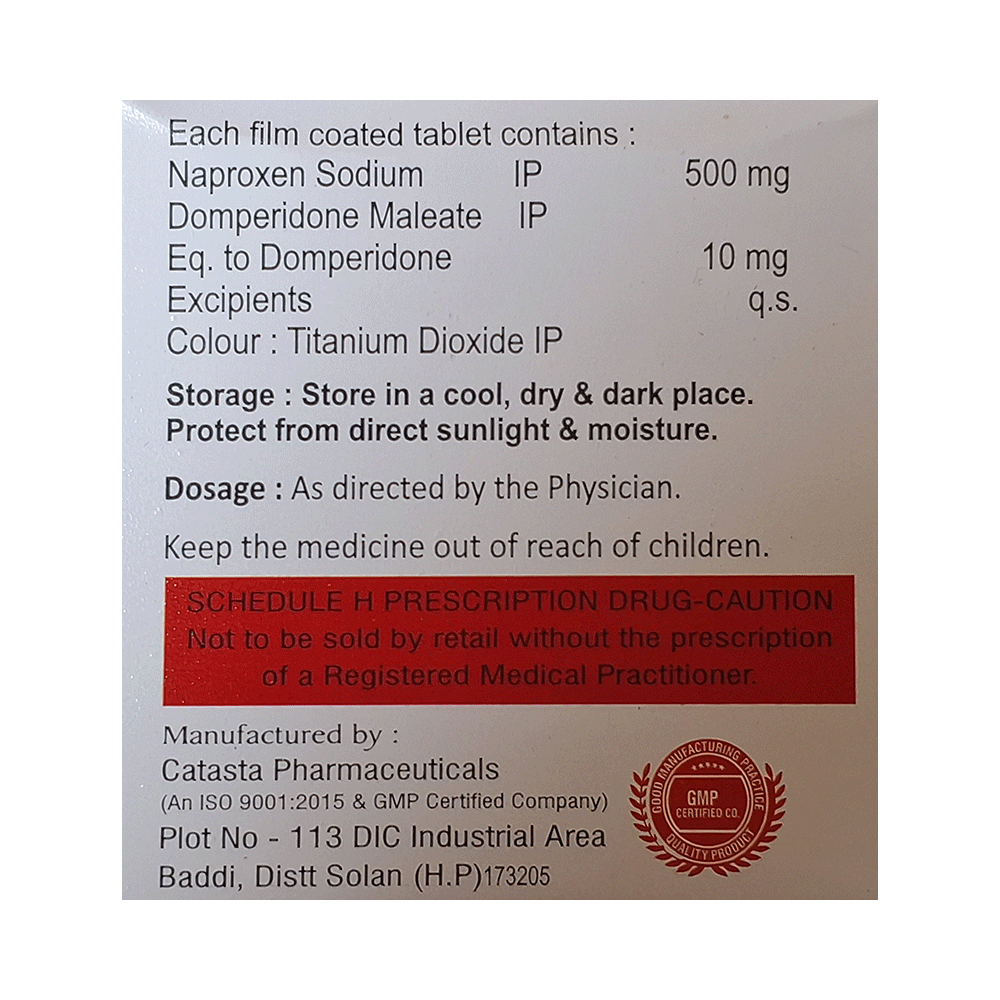 Each film coated tablet contains :
Naproxen Sodium IP 500 mg
Domperidone Maleate IP
Eq. to Domperidone 10 mg
Excipients q.s.
Colour : Titanium Dioxide IP
Storage : Store in a cool, dry & dark place.
Protect from direct sunlight & moisture.
Dosage : As directed by the Physician.
Keep the medicine out of reach of children.
SCHEDULE H PRESCRIPTION DRUG-CAUTION
Not to be sold by retail without the prescription
of a Registered Medical Practitioner.
Manufactured by :
Catasta Pharmaceuticals
(An ISO 9001:2015 & GMP Certified Company)
Plot No - 113 DIC Industrial Area
Baddi, Distt Solan (H.P)173205
GOOD MANUFACTURING PRACTICE
GMP
CERTIFIED CO.
QUALITY PRODUCT